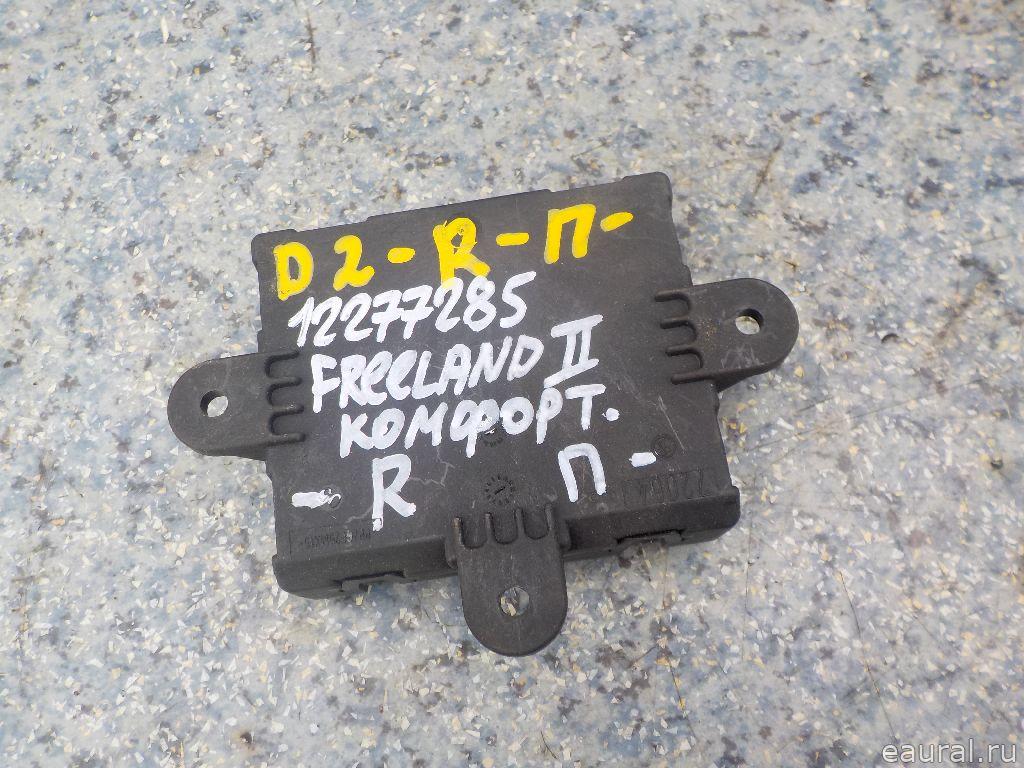 D2-R-П-
12277285
FREELAND II
КОМФОРТ.
- R П -
eaural.ru